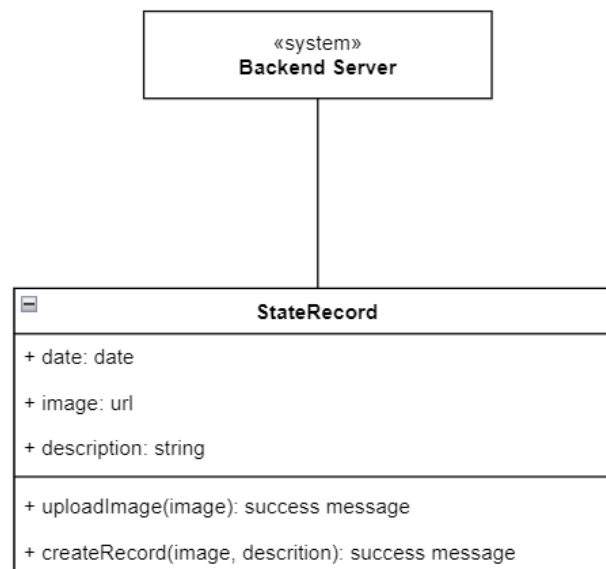 «system»
Backend Server
StateRecord
+ date: date
+ image: url
+ description: string
+ uploadImage(image): success message
+ createRecord(image, descrition): success message